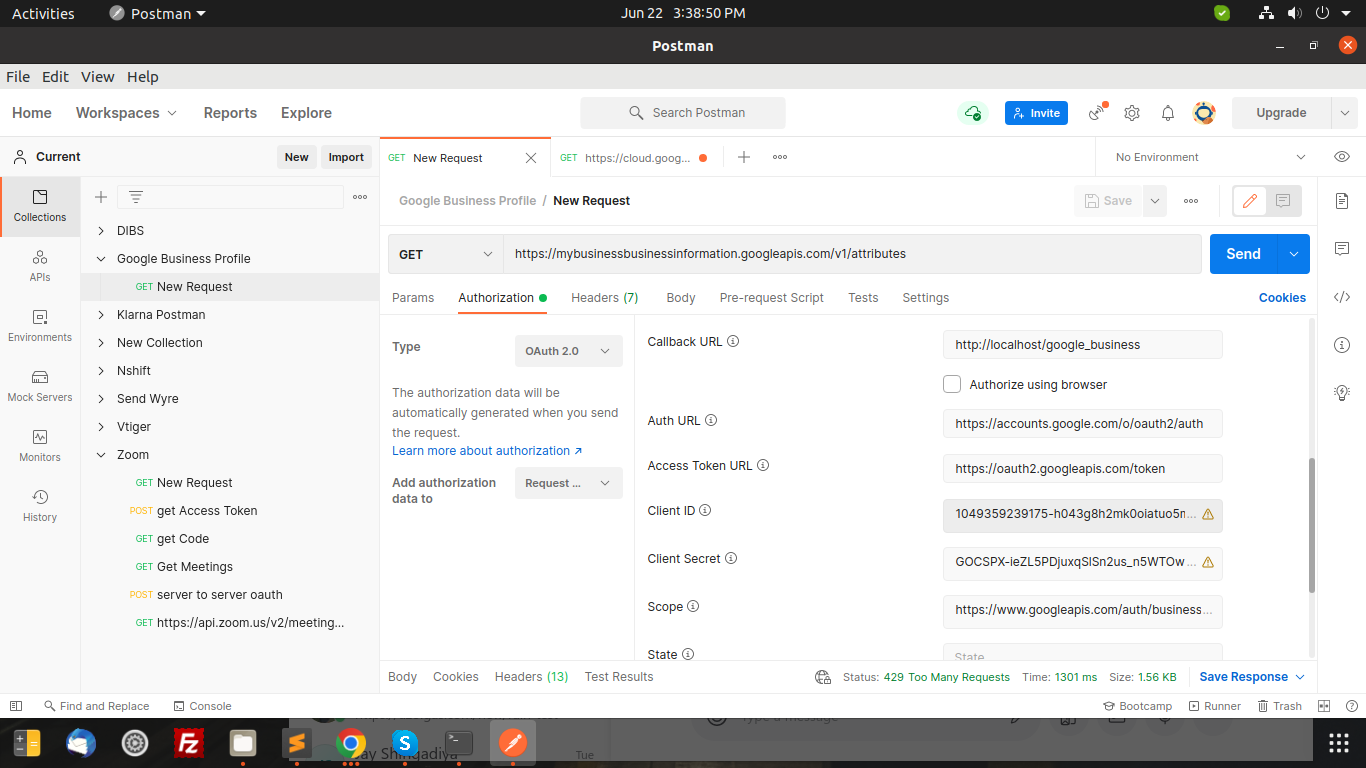 Activities Postman Jun 22 3:38:50 PM
Postman
File Edit View Help
Home Workspaces Reports Explore Search Postman Invite Upgrade
Current New Import
GET New Request GET https://cloud.goog... No Environment
Collections
APIs
Environments
Mock Servers
Monitors
History
DIBS
Google Business Profile
GET New Request
Klarna Postman
New Collection
Nshift
Send Wyre
Vtiger
Zoom
GET New Request
POST get Access Token
GET get Code
GET Get Meetings
POST server to server oauth
GET https://api.zoom.us/v2/meeting...
Google Business Profile / New Request Save
GET https://mybusinessbusinessinformation.googleapis.com/v1/attributes Send
Params Authorization Headers (7) Body Pre-request Script Tests Settings Cookies
Type OAuth 2.0
The authorization data will be
automatically generated when you send
the request.
Learn more about authorization ↗
Add authorization
data to
Request ...
Callback URL http://localhost/google_business
Authorize using browser
Auth URL https://accounts.google.com/o/oauth2/auth
Access Token URL https://oauth2.googleapis.com/token
Client ID 1049359239175-h043g8h2mk0oiatuo5n...
Client Secret GOCSPX-ieZL5PDjuxqSlSn2us_n5WTOw...
Scope https://www.googleapis.com/auth/business...
State State
Body Cookies Headers (13) Test Results Status: 429 Too Many Requests Time: 1301 ms Size: 1.56 KB Save Response
Find and Replace Console Bootcamp Runner Trash
Type a message
Tue